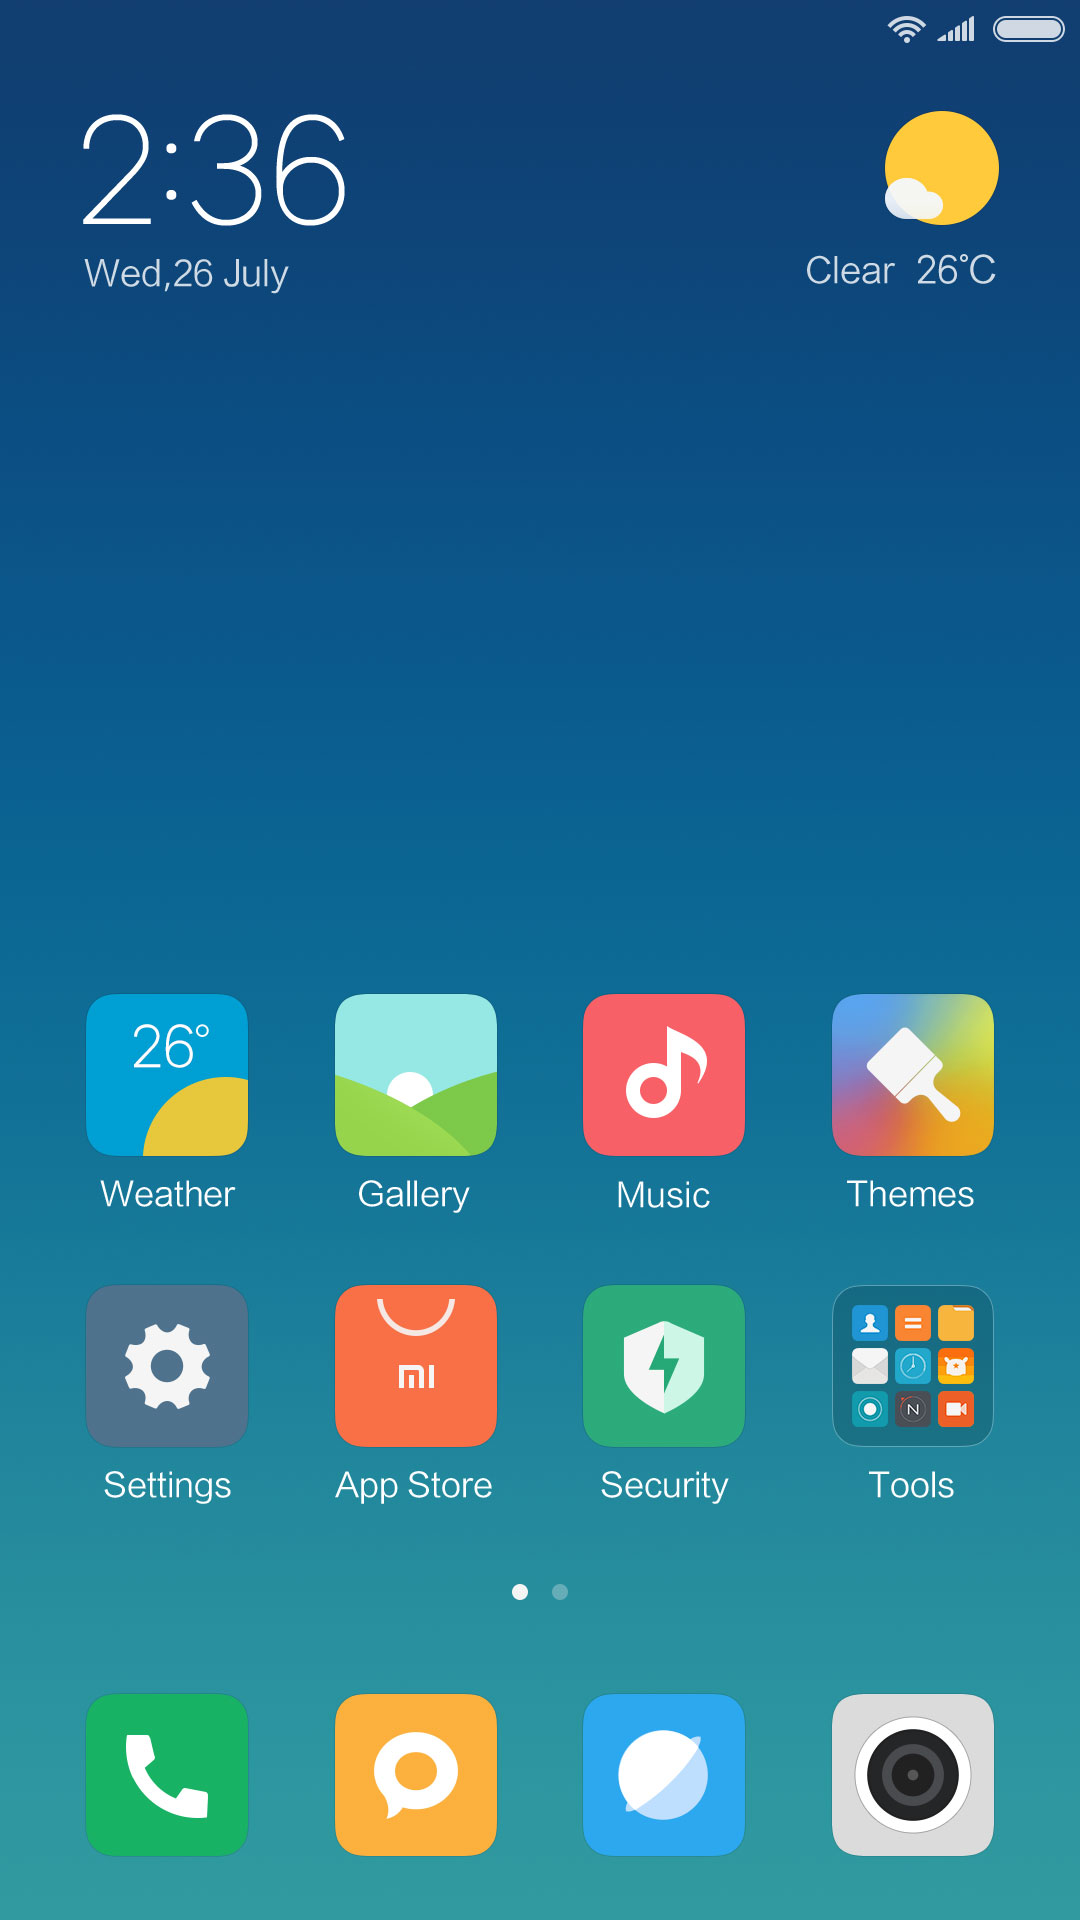 2:36
Wed,26 July
Clear 26°C
26°
Weather
Gallery
Music
Themes
MI
N
Settings
App Store
Security
Tools